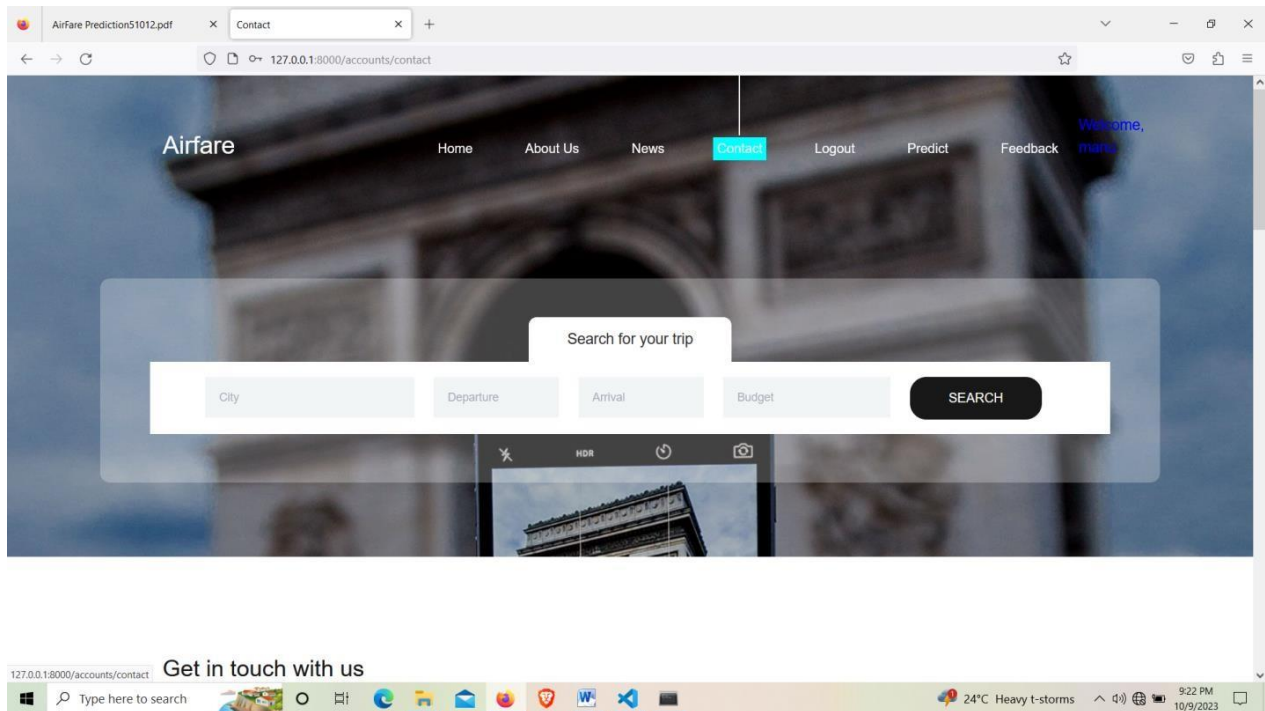 AirFare Prediction51012.pdf
Contact
127.0.0.1:8000/accounts/contact
Airfare
Home
About Us
News
Contact
Logout
Predict
Feedback
Welcome,
manu
Search for your trip
City
Departure
Arrival
Budget
SEARCH
HDR
Get in touch with us
127.0.0.1:8000/accounts/contact
Type here to search
24°C Heavy t-storms
9:22 PM
10/9/2023